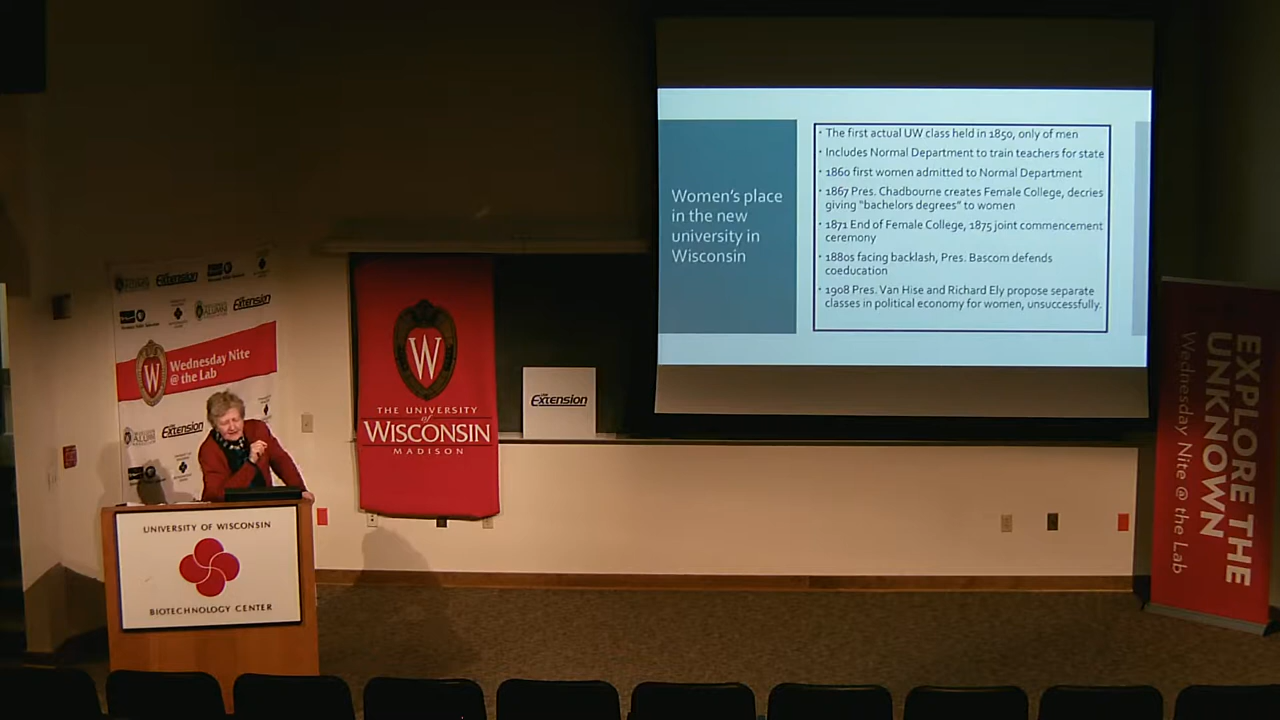 Women's place
in the new
university in
Wisconsin
• The first actual UW class held in 1850, only of men
• Includes Normal Department to train teachers for state
• 1860 first women admitted to Normal Department
• 1867 Pres. Chadbourne creates Female College, decries
giving "bachelors degrees" to women
• 1871 End of Female College, 1875 joint commencement
ceremony
• 1880s facing backlash, Pres. Bascom defends
coeducation
• 1908 Pres. Van Hise and Richard Ely propose separate
classes in political economy for women, unsuccessfully.
Extension
Extension
W
Wednesday Nite
@ the Lab
Extension
W
THE UNIVERSITY
of
WISCONSIN
MADISON
Extension
UNIVERSITY OF WISCONSIN
BIOTECHNOLOGY CENTER
EXPLORE THE
UNKNOWN
Wednesday Nite @ the Lab